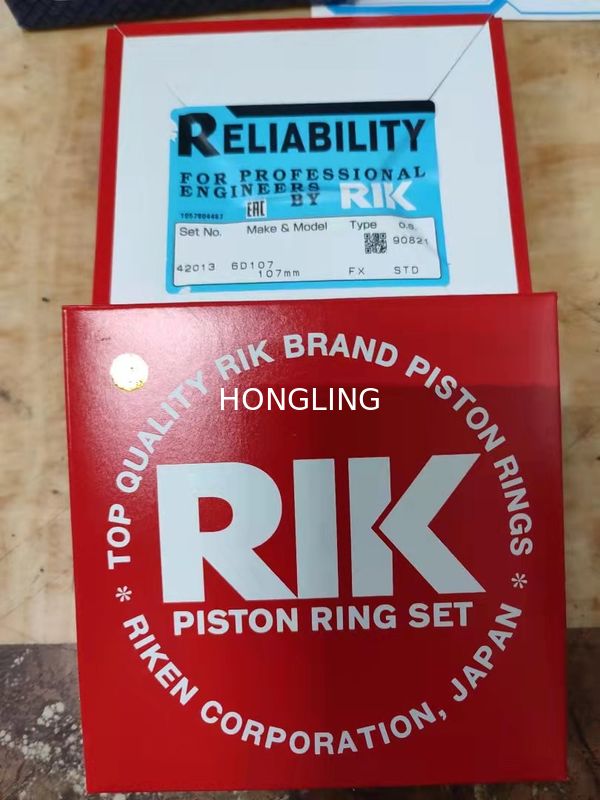 RELIABILITY
FOR PROFESSIONAL
ENGINEERS
BY RIK
EAC
1057804467
Set No. Make & Model Type O.S.
90821
42013 6D107 FX STD
107mm
TOP QUALITY RIK BRAND PISTON RINGS
HONGLING
RIK
PISTON RING SET
* RIKEN CORPORATION, JAPAN *